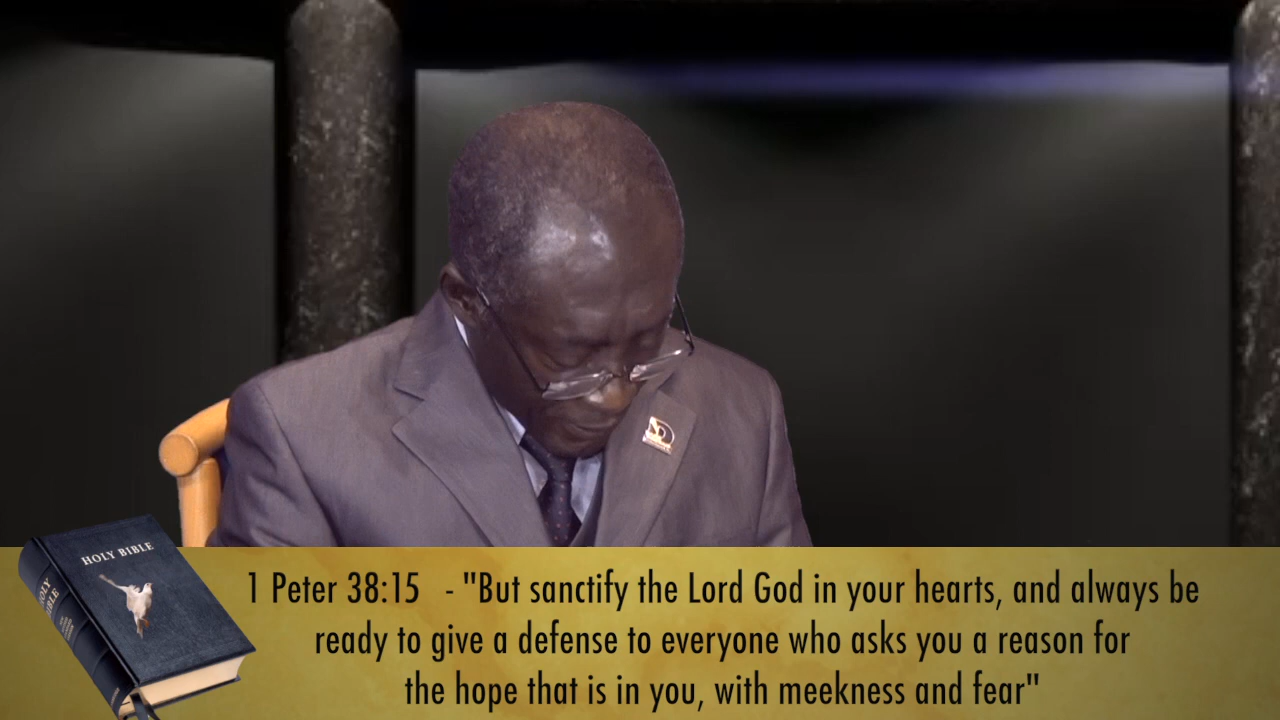 HOLY BIBLE
HOLY
BIBLE
1 Peter 38:15 - "But sanctify the Lord God in your hearts, and always be
ready to give a defense to everyone who asks you a reason for
the hope that is in you, with meekness and fear"